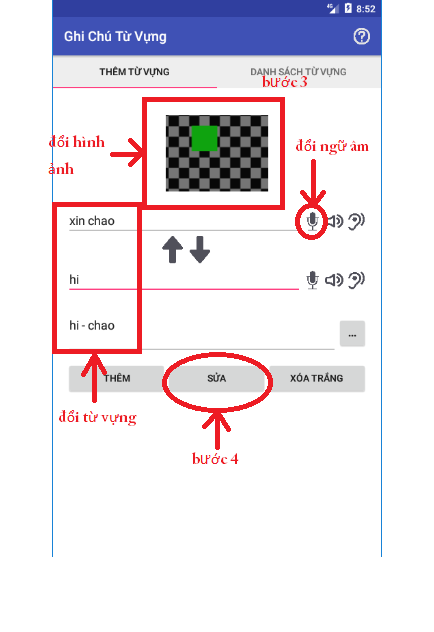 4G 8:52
Ghi Chú Từ Vựng
THÊM TỪ VỰNG
DANH SÁCH TỪ VỰNG
bước 3
đổi hình
ảnh
đổi ngữ âm
xin chao
hi
hi - chao
...
THÊM
SỬA
XÓA TRẮNG
đổi từ vựng
bước 4